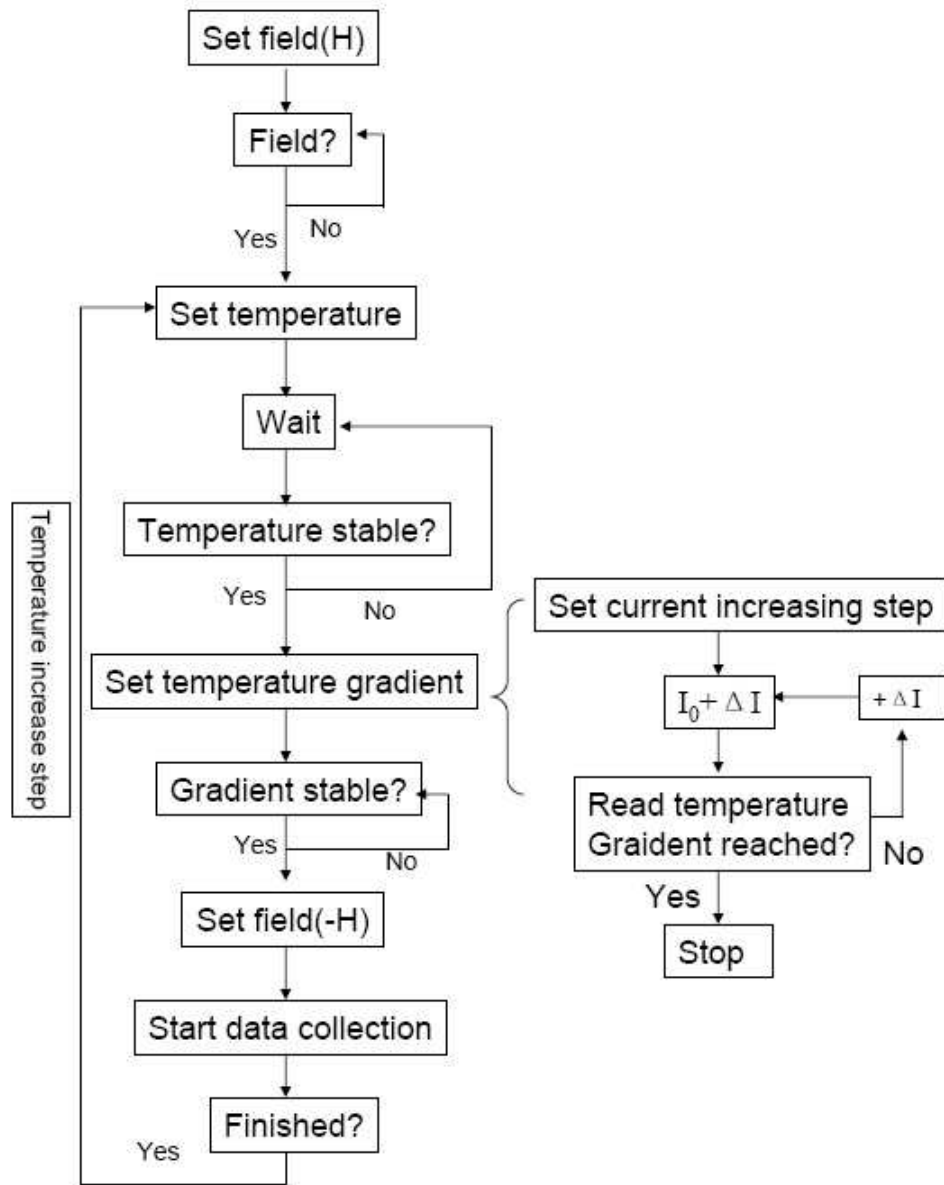 Set field(H)
Field?
Yes
No
Set temperature
Wait
Temperature stable?
Yes
No
Set temperature gradient
Gradient stable?
Yes
No
Set field(-H)
Start data collection
Finished?
Yes
Temperature increase step
Set current increasing step
I₀+ Δ I
+ Δ I
Read temperature
Graident reached?
No
Yes
Stop